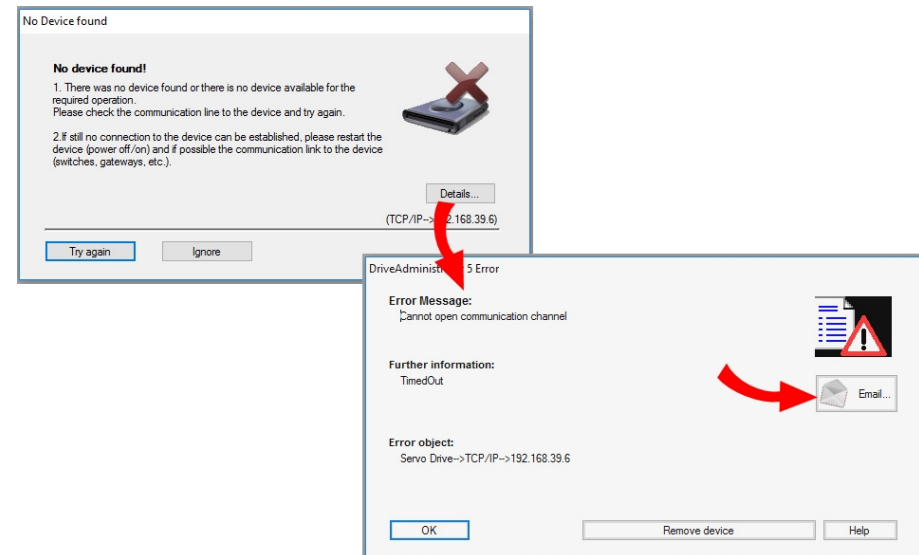 No Device found
No device found!
1. There was no device found or there is no device available for the
required operation.
Please check the communication line to the device and try again.
2.If still no connection to the device can be established, please restart the
device (power off/on) and if possible the communication link to the device
(switches, gateways, etc.).
Details...
(TCP/IP--> 2.168.39.6)
Try again
Ignore
5 Error
Error Message:
Cannot open communication channel
Further information:
TimedOut
Email...
Error object:
Servo Drive-->TCP/IP-->192.168.39.6
OK
Remove device
Help